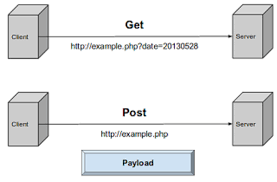 Get
Client
Server
http://example.php?date=20130528
Post
Client
Server
http://example.php
Payload